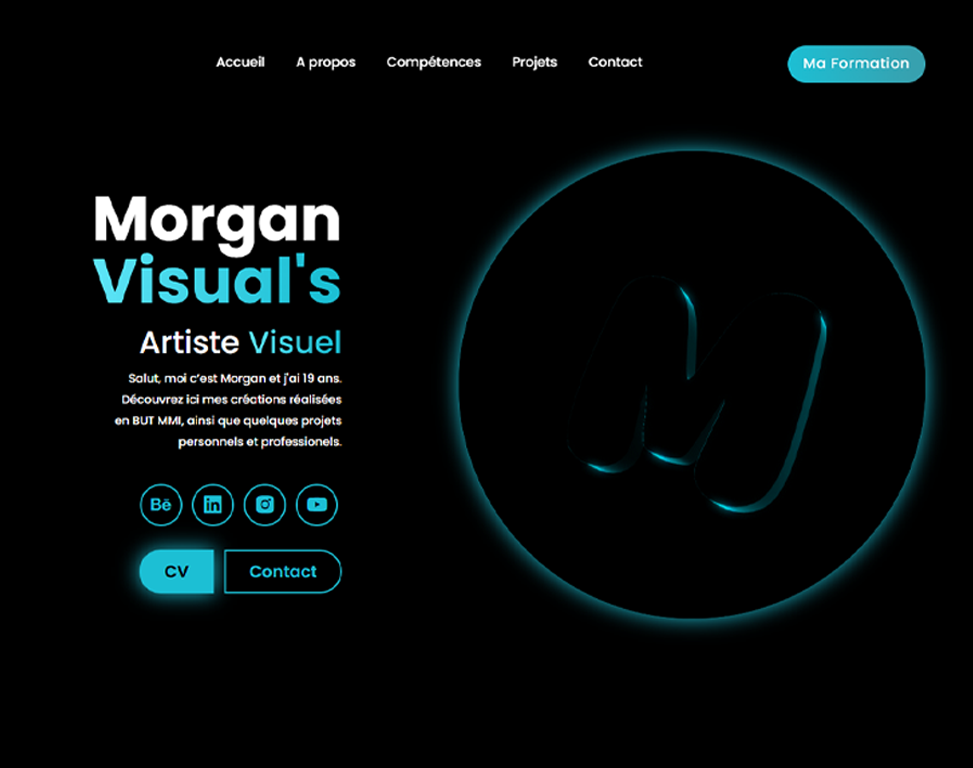 Accueil A propos Compétences Projets Contact Ma Formation
Morgan
Visual's
Artiste Visuel
Salut, moi c'est Morgan et j'ai 19 ans.
Découvrez ici mes créations réalisées
en BUT MMI, ainsi que quelques projets
personnels et professionels.
Bē in
CV Contact
M